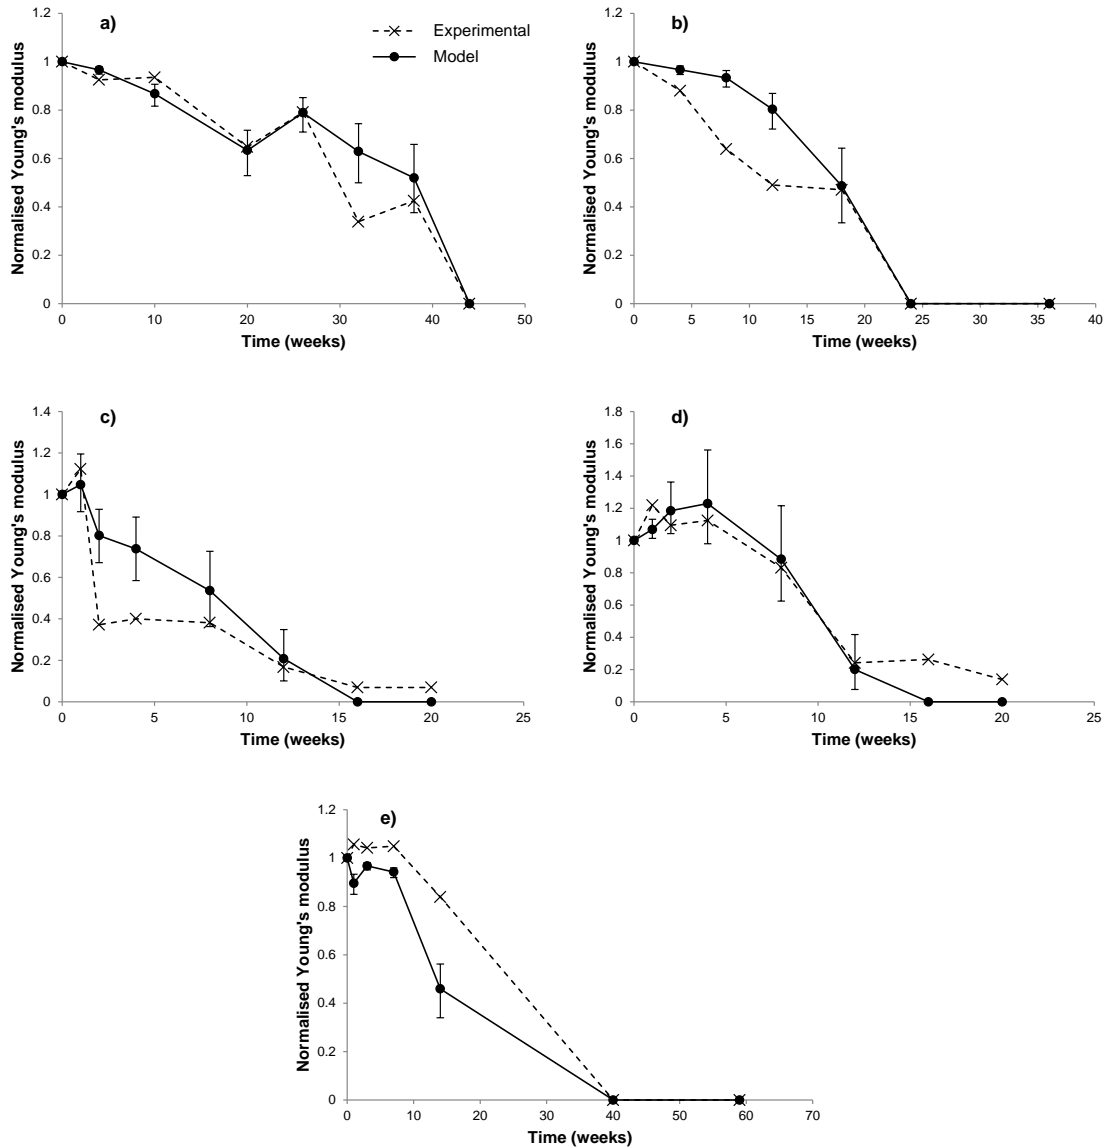 a)
Experimental
Model
Normalised Young's modulus
1.2
1
0.8
0.6
0.4
0.2
0
0 10 20 30 40 50
Time (weeks)
b)
Normalised Young's modulus
1.2
1
0.8
0.6
0.4
0.2
0
0 5 10 15 20 25 30 35 40
Time (weeks)
c)
Normalised Young's modulus
1.4
1.2
1
0.8
0.6
0.4
0.2
0
0 5 10 15 20 25
Time (weeks)
d)
Normalised Young's modulus
1.8
1.6
1.4
1.2
1.0
0.8
0.6
0.4
0.2
0
0 5 10 15 20 25
Time (weeks)
e)
Normalised Young's modulus
1.2
1
0.8
0.6
0.4
0.2
0
0 10 20 30 40 50 60 70
Time (weeks)